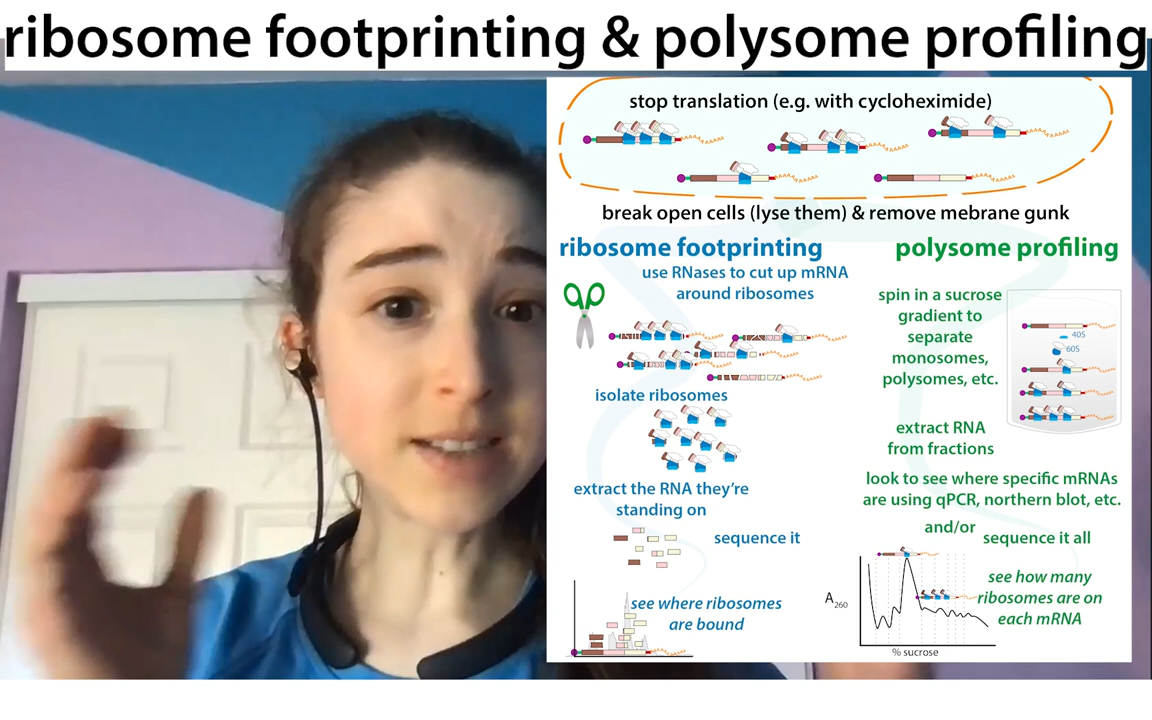 ribosome footprinting & polysome profiling
stop translation (e.g. with cycloheximide)
break open cells (lyse them) & remove mebrane gunk
ribosome footprinting
use RNases to cut up mRNA
around ribosomes
isolate ribosomes
extract the RNA they're
standing on
sequence it
see where ribosomes
are bound
polysome profiling
spin in a sucrose
gradient to
separate
monosomes,
polysomes, etc.
40S
60S
extract RNA
from fractions
look to see where specific mRNAs
are using qPCR, northern blot, etc.
and/or
sequence it all
see how many
ribosomes are on
each mRNA
A260
% sucrose